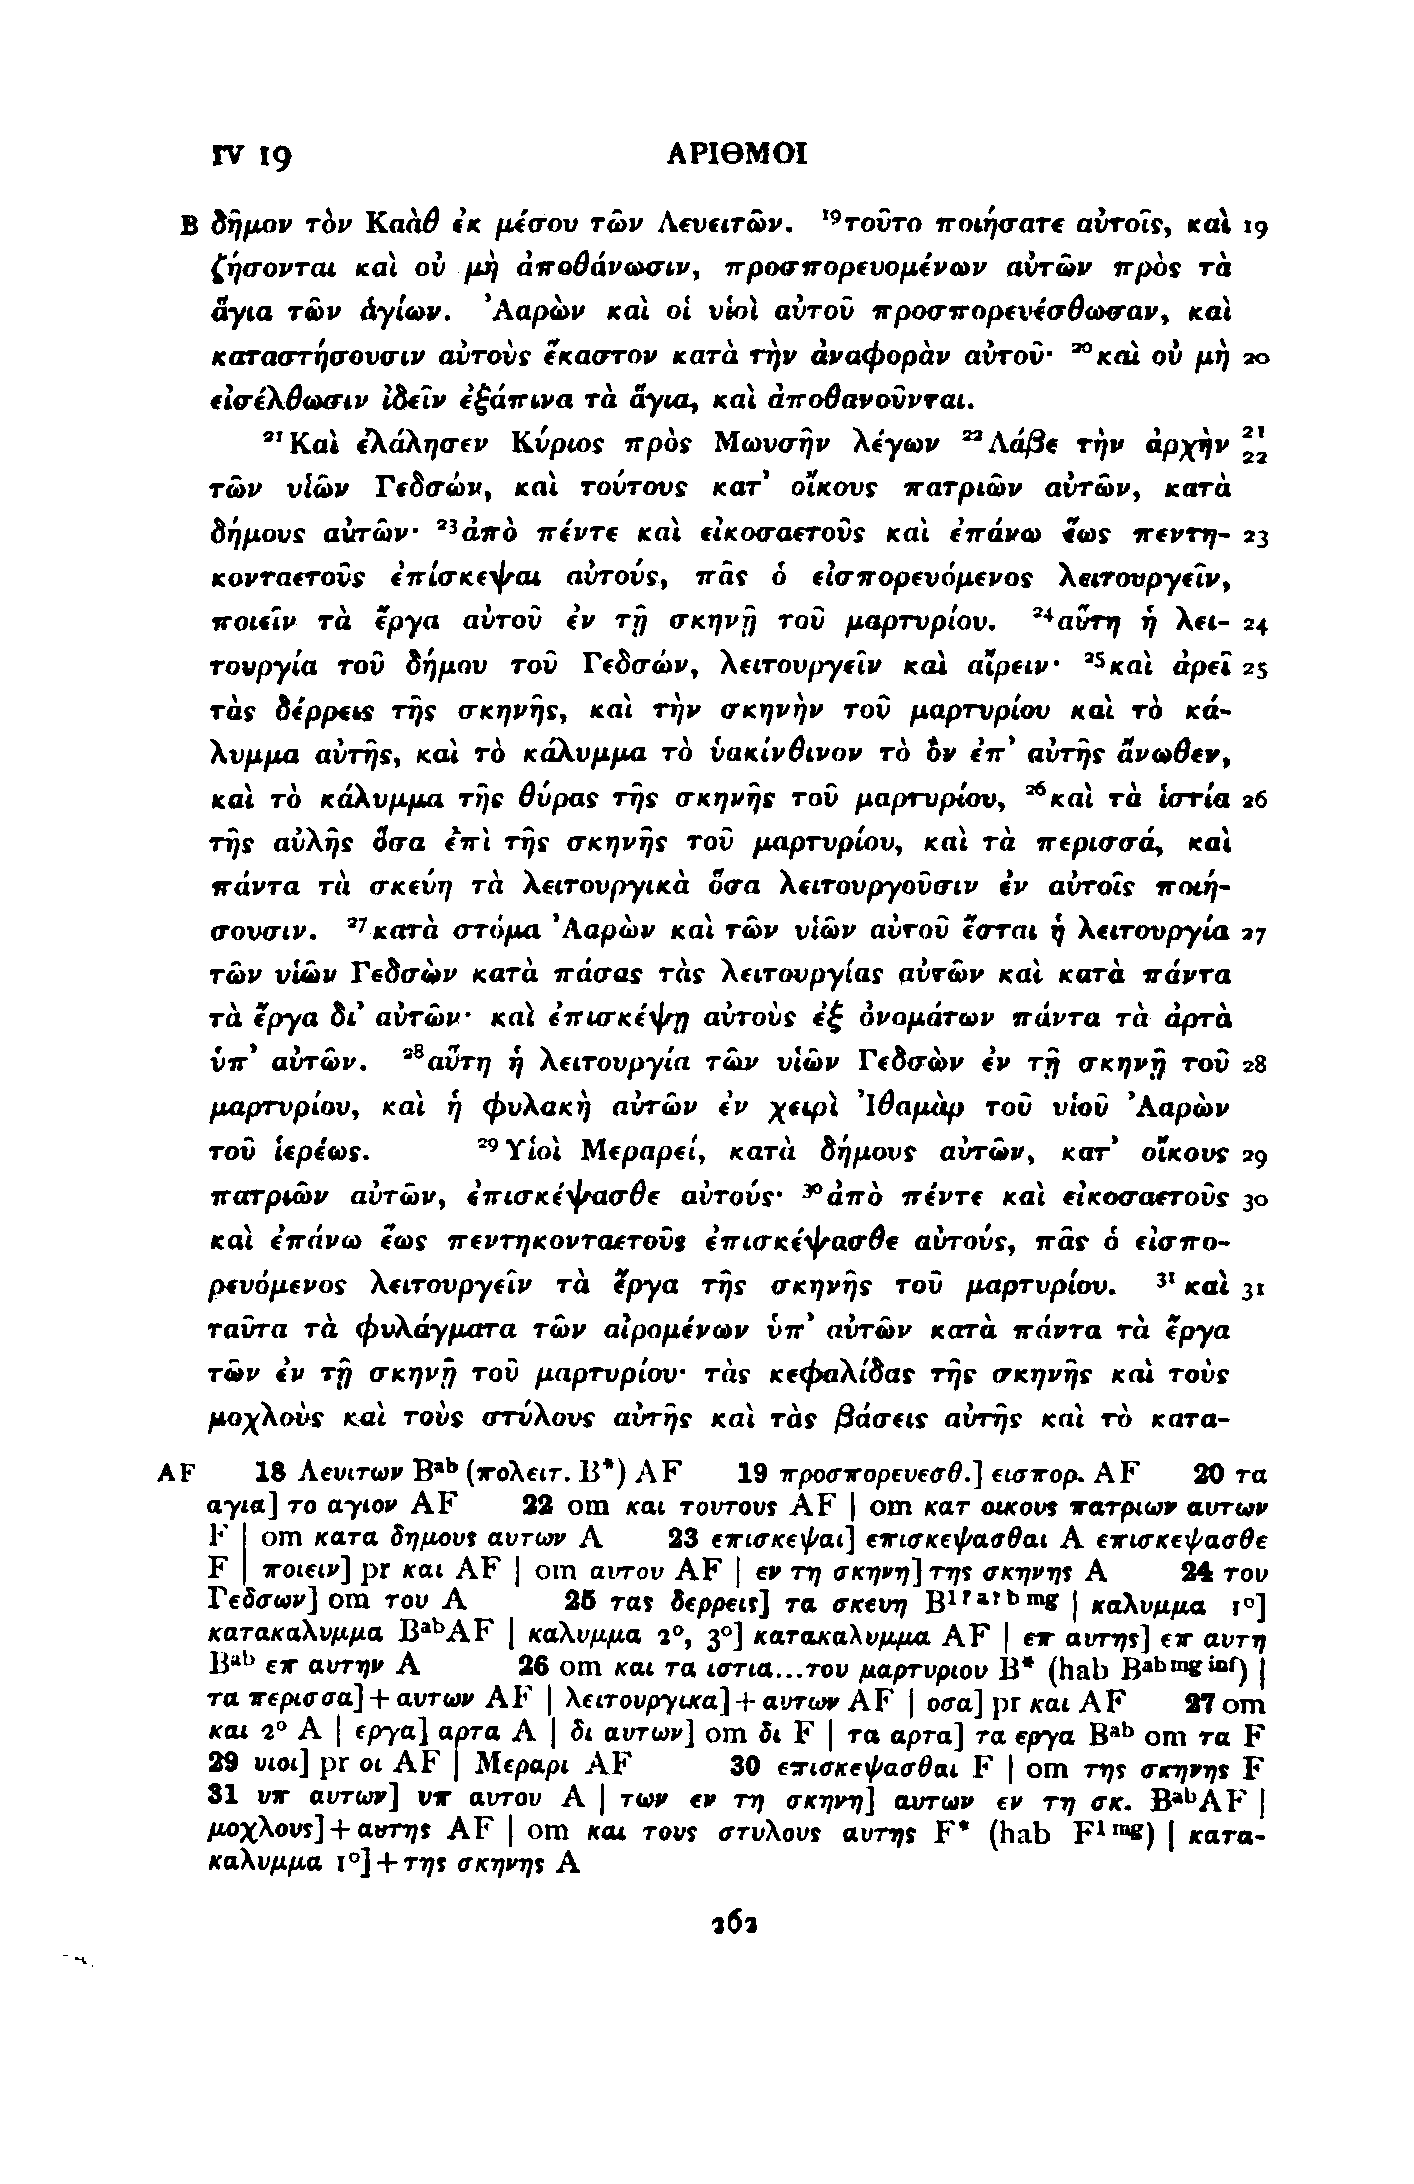 IV 19 ΑΡΙΘΜΟΙ
B δῆμον τὸν Καὰθ ἐκ μέσου τῶν Λευειτῶν. ¹⁹τοῦτο ποιήσατε αὐτοῖς, καὶ 19
ζήσονται καὶ οὐ μὴ ἀποθάνωσιν, προσπορευομένων αὐτῶν πρὸς τὰ
ἅγια τῶν ἁγίων. Ἀαρὼν καὶ οἱ υἱοὶ αὐτοῦ προσπορευέσθωσαν, καὶ
καταστήσουσιν αὐτοὺς ἕκαστον κατὰ τὴν ἀναφορὰν αὐτοῦ· ²⁰καὶ οὐ μὴ 20
εἰσέλθωσιν ἰδεῖν ἐξάπινα τὰ ἅγια, καὶ ἀποθανοῦνται.
²¹Καὶ ἐλάλησεν Κύριος πρὸς Μωυσῆν λέγων ²²Λάβε τὴν ἀρχὴν 21 22
τῶν υἱῶν Γεδσών, καὶ τούτους κατ’ οἴκους πατριῶν αὐτῶν, κατὰ
δήμους αὐτῶν· ²³ἀπὸ πέντε καὶ εἰκοσαετοῦς καὶ ἐπάνω ἕως πεντη- 23
κονταετοῦς ἐπίσκεψαι αὐτούς, πᾶς ὁ εἰσπορευόμενος λειτουργεῖν,
ποιεῖν τὰ ἔργα αὐτοῦ ἐν τῇ σκηνῇ τοῦ μαρτυρίου. ²⁴αὕτη ἡ λει- 24
τουργία τοῦ δήμου τοῦ Γεδσών, λειτουργεῖν καὶ αἴρειν· ²⁵καὶ ἀρεῖ 25
τὰς δέρρεις τῆς σκηνῆς, καὶ τὴν σκηνὴν τοῦ μαρτυρίου καὶ τὸ κά-
λυμμα αὐτῆς, καὶ τὸ κάλυμμα τὸ ὑακίνθινον τὸ ὂν ἐπ’ αὐτῆς ἄνωθεν,
καὶ τὸ κάλυμμα τῆς θύρας τῆς σκηνῆς τοῦ μαρτυρίου, ²⁶καὶ τὰ ἱστία 26
τῆς αὐλῆς ὅσα ἐπὶ τῆς σκηνῆς τοῦ μαρτυρίου, καὶ τὰ περισσά, καὶ
πάντα τὰ σκεύη τὰ λειτουργικὰ ὅσα λειτουργοῦσιν ἐν αὐτοῖς ποιή-
σουσιν. ²⁷κατὰ στόμα Ἀαρὼν καὶ τῶν υἱῶν αὐτοῦ ἔσται ἡ λειτουργία 27
τῶν υἱῶν Γεδσὼν κατὰ πάσας τὰς λειτουργίας αὐτῶν καὶ κατὰ πάντα
τὰ ἔργα δι’ αὐτῶν· καὶ ἐπισκέψῃ αὐτοὺς ἐξ ὀνομάτων πάντα τὰ ἀρτὰ
ὑπ’ αὐτῶν. ²⁸αὕτη ἡ λειτουργία τῶν υἱῶν Γεδσὼν ἐν τῇ σκηνῇ τοῦ 28
μαρτυρίου, καὶ ἡ φυλακὴ αὐτῶν ἐν χειρὶ Ἰθαμὰρ τοῦ υἱοῦ Ἀαρὼν
τοῦ ἱερέως. ²⁹Υἱοὶ Μεραρεί, κατὰ δήμους αὐτῶν, κατ’ οἴκους 29
πατριῶν αὐτῶν, ἐπισκέψασθε αὐτούς· ³⁰ἀπὸ πέντε καὶ εἰκοσαετοῦς 30
καὶ ἐπάνω ἕως πεντηκονταετοῦς ἐπισκέψασθε αὐτούς, πᾶς ὁ εἰσπο-
ρευόμενος λειτουργεῖν τὰ ἔργα τῆς σκηνῆς τοῦ μαρτυρίου. ³¹καὶ 31
ταῦτα τὰ φυλάγματα τῶν αἰρομένων ὑπ’ αὐτῶν κατὰ πάντα τὰ ἔργα
τῶν ἐν τῇ σκηνῇ τοῦ μαρτυρίου· τὰς κεφαλίδας τῆς σκηνῆς καὶ τοὺς
μοχλοὺς καὶ τοὺς στύλους αὐτῆς καὶ τὰς βάσεις αὐτῆς καὶ τὸ κατα-
AF 18 Λευιτων Bᵃᵇ (πολειτ. B*) AF 19 προσπορευεσθ.] εισπορ. AF 20 τα
αγια] το αγιον AF 22 om και τουτους AF | om κατ οικους πατριων αυτων
F | om κατα δημους αυτων A 23 επισκεψαι] επισκεψασθαι A επισκεψασθε
F | ποιειν] pr και AF | om αυτου AF | εν τη σκηνη] της σκηνης A 24 του
Γεδσων] om του A 25 τας δερρεις] τα σκευη B¹ᶠᵃ⁺ᵇᵐᵍ | καλυμμα 1°]
κατακαλυμμα BᵃᵇAF | καλυμμα 2°, 3°] κατακαλυμμα AF | επ αυτης] επ αυτη
Bᵃᵇ επ αυτην A 26 om και τα ιστια...του μαρτυριου B* (hab Bᵃᵇᵐᵍⁱⁿᶠ) |
τα περισσα]+αυτων AF | λειτουργικα]+αυτων AF | οσα] pr και AF 27 om
και 2° A | εργα] αρτα A | δι αυτων] om δι F | τα αρτα] τα εργα Bᵃᵇ om τα F
29 υιοι] pr οι AF | Μεραρι AF 30 επισκεψασθαι F | om της σκηνης F
31 υπ αυτων] υπ αυτου A | των εν τη σκηνη] αυτων εν τη σκ. BᵃᵇAF |
μοχλους]+αυτης AF | om και τους στυλους αυτης F* (hab F¹ᵐᵍ) | κατα-
καλυμμα 1°]+της σκηνης A
262